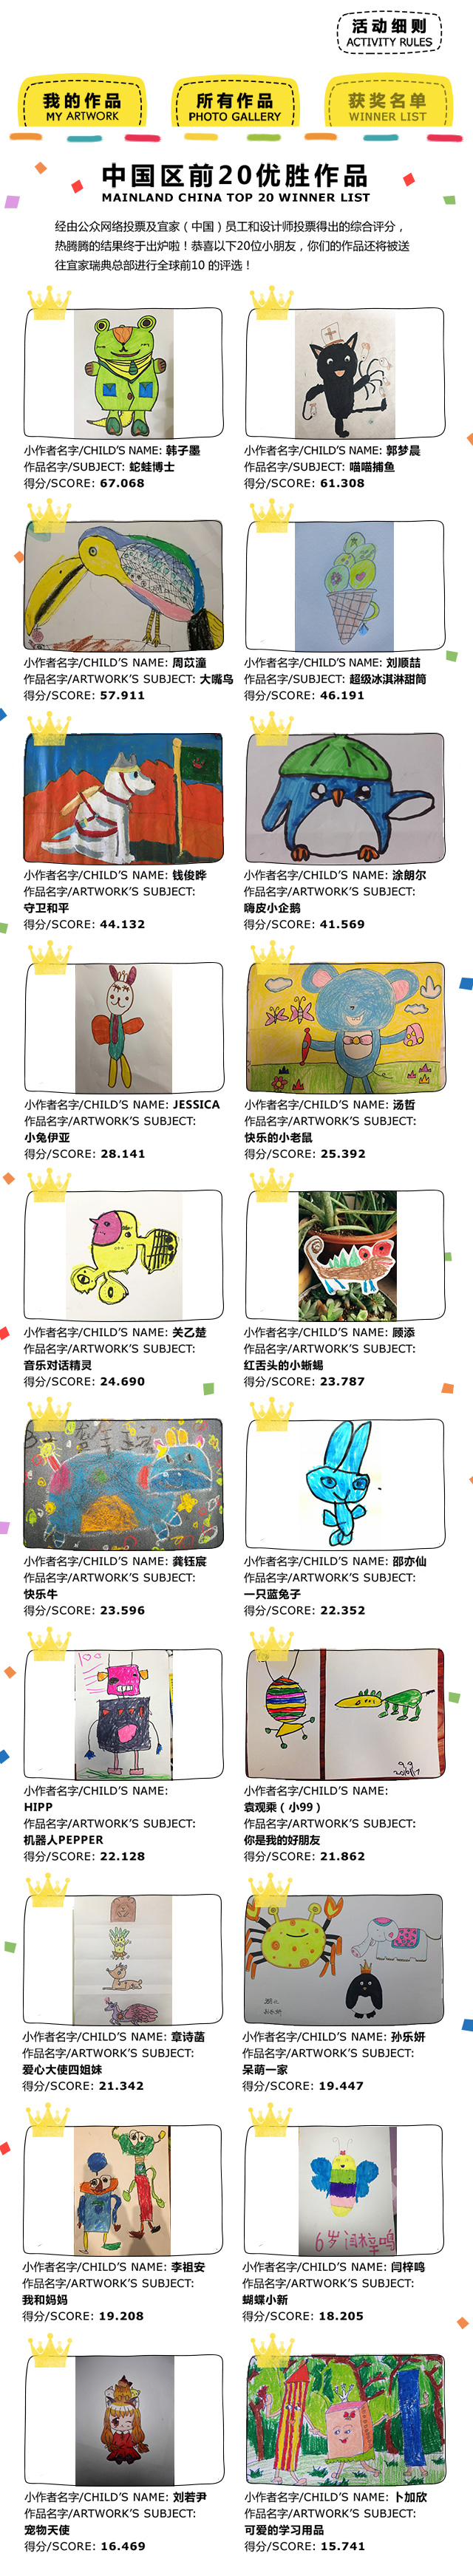 活动细则
ACTIVITY RULES
我的作品
MY ARTWORK
所有作品
PHOTO GALLERY
获奖名单
WINNER LIST
中国区前20优胜作品
MAINLAND CHINA TOP 20 WINNER LIST
经由公众网络投票及宜家（中国）员工和设计师投票得出的综合评分，
热腾腾的结果终于出炉啦！恭喜以下20位小朋友，你们的作品还将被送
往宜家瑞典总部进行全球前10 的评选！
小作者名字/CHILD'S NAME: 韩子墨
作品名字/SUBJECT: 蛇蛙博士
得分/SCORE: 67.068
小作者名字/CHILD'S NAME: 郭梦晨
作品名字/SUBJECT: 喵喵捕鱼
得分/SCORE: 61.308
小作者名字/CHILD'S NAME: 周苡潼
作品名字/ARTWORK'S SUBJECT: 大嘴鸟
得分/SCORE: 57.911
小作者名字/CHILD'S NAME: 刘顺喆
作品名字/SUBJECT: 超级冰淇淋甜筒
得分/SCORE: 46.191
小作者名字/CHILD'S NAME: 钱俊晔
作品名字/ARTWORK'S SUBJECT:
守卫和平
得分/SCORE: 44.132
小作者名字/CHILD'S NAME: 涂朗尔
作品名字/ARTWORK'S SUBJECT:
嗨皮小企鹅
得分/SCORE: 41.569
小作者名字/CHILD'S NAME: JESSICA
作品名字/ARTWORK'S SUBJECT:
小兔伊亚
得分/SCORE: 28.141
小作者名字/CHILD'S NAME: 汤哲
作品名字/ARTWORK'S SUBJECT:
快乐的小老鼠
得分/SCORE: 25.392
小作者名字/CHILD'S NAME: 关乙楚
作品名字/ARTWORK'S SUBJECT:
音乐对话精灵
得分/SCORE: 24.690
小作者名字/CHILD'S NAME: 顾添
作品名字/ARTWORK'S SUBJECT:
红舌头的小蜥蜴
得分/SCORE: 23.787
小作者名字/CHILD'S NAME: 龚钰宸
作品名字/ARTWORK'S SUBJECT:
快乐牛
得分/SCORE: 23.596
小作者名字/CHILD'S NAME: 邵亦仙
作品名字/ARTWORK'S SUBJECT:
一只蓝兔子
得分/SCORE: 22.352
小作者名字/CHILD'S NAME:
HIPP
作品名字/ARTWORK'S SUBJECT:
机器人PEPPER
得分/SCORE: 22.128
小作者名字/CHILD'S NAME:
袁观乘（小99）
作品名字/ARTWORK'S SUBJECT:
你是我的好朋友
得分/SCORE: 21.862
小作者名字/CHILD'S NAME: 章诗菡
作品名字/ARTWORK'S SUBJECT:
爱心大使四姐妹
得分/SCORE: 21.342
小作者名字/CHILD'S NAME: 孙乐妍
作品名字/ARTWORK'S SUBJECT:
呆萌一家
得分/SCORE: 19.447
小作者名字/CHILD'S NAME: 李祖安
作品名字/ARTWORK'S SUBJECT:
我和妈妈
得分/SCORE: 19.208
6岁闫梓鸣
小作者名字/CHILD'S NAME: 闫梓鸣
作品名字/ARTWORK'S SUBJECT:
蝴蝶小新
得分/SCORE: 18.205
小作者名字/CHILD'S NAME: 刘若尹
作品名字/ARTWORK'S SUBJECT:
宠物天使
得分/SCORE: 16.469
小作者名字/CHILD'S NAME: 卜加欣
作品名字/ARTWORK'S SUBJECT:
可爱的学习用品
得分/SCORE: 15.741